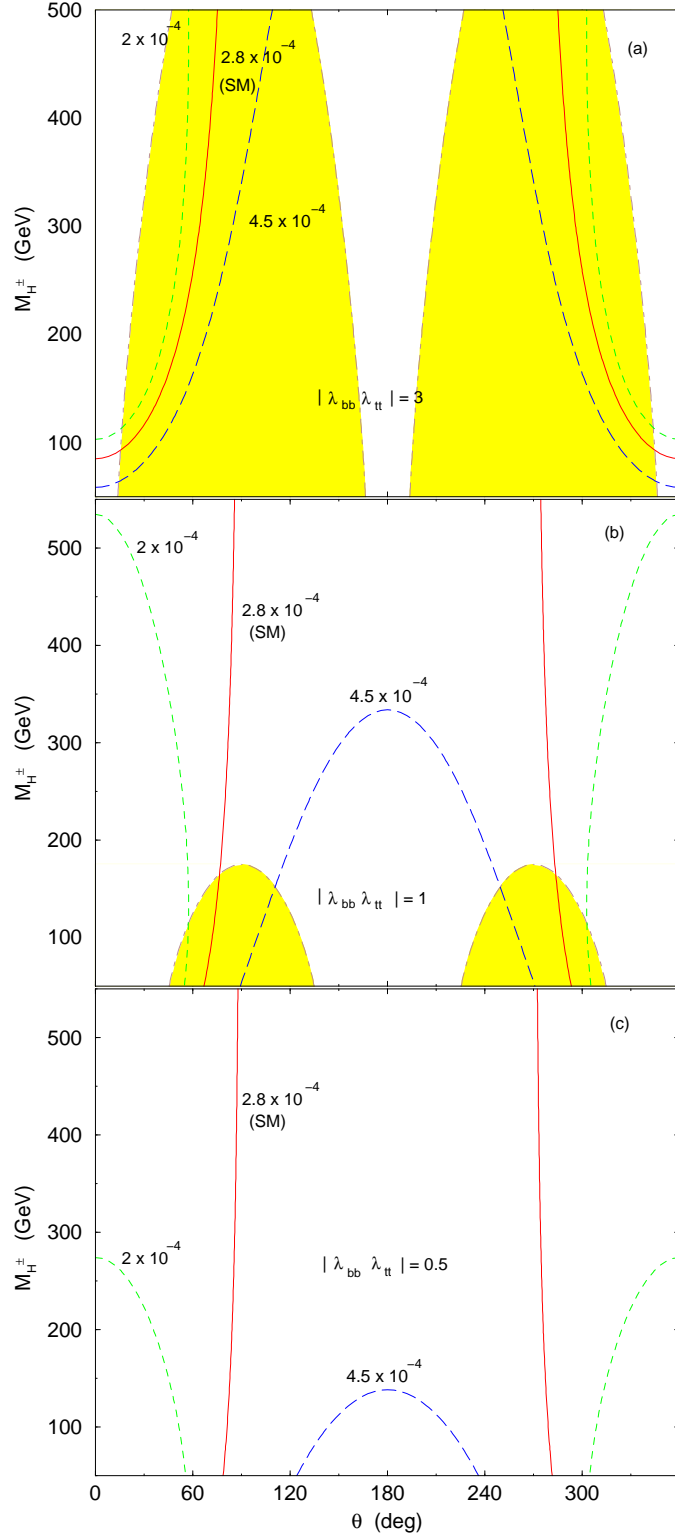 500
2 x 10⁻⁴
2.8 x 10⁻⁴
(SM)
(a)
400
4.5 x 10⁻⁴
300
M_H± (GeV)
200
| λ_bb λ_tt | = 3
100
500
2 x 10⁻⁴
(b)
2.8 x 10⁻⁴
(SM)
400
4.5 x 10⁻⁴
300
M_H± (GeV)
200
| λ_bb λ_tt | = 1
100
500
(c)
2.8 x 10⁻⁴
(SM)
400
300
M_H± (GeV)
2 x 10⁻⁴
| λ_bb λ_tt | = 0.5
200
4.5 x 10⁻⁴
100
0 60 120 180 240 300
θ (deg)